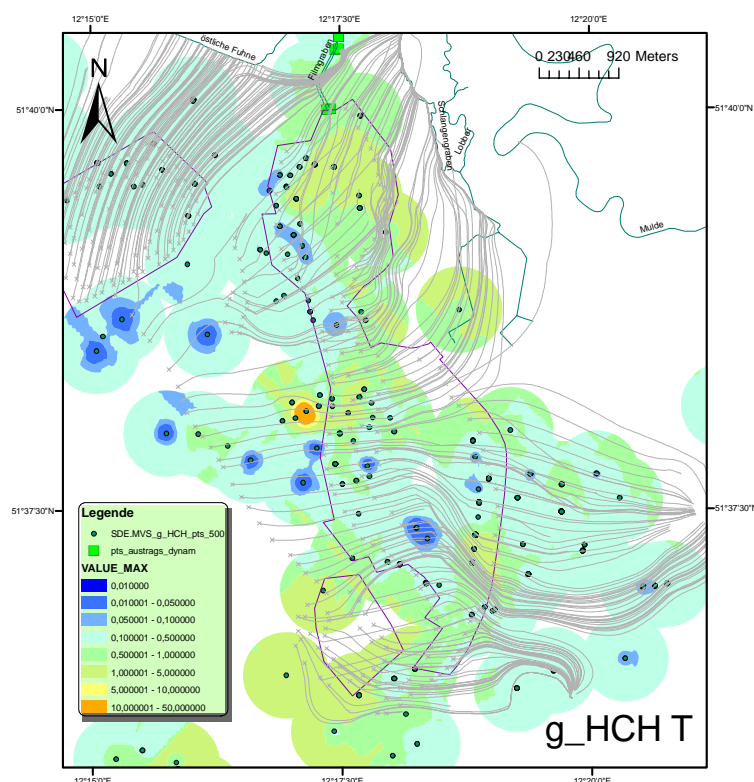 12°15'0"E
12°17'30"E
12°20'0"E
östliche Fuhne
Filmgraben
0 230460 920 Meters
N
51°40'0"N
51°40'0"N
Schlangengraben
Lobber
Mulde
51°37'30"N
51°37'30"N
Legende
SDE.MVS_g_HCH_pts_500
pts_austrags_dynam
VALUE_MAX
0,010000
0,010001 - 0,050000
0,050001 - 0,100000
0,100001 - 0,500000
0,500001 - 1,000000
1,000001 - 5,000000
5,000001 - 10,000000
10,000001 - 50,000000
g_HCH T
12°15'0"E
12°17'30"E
12°20'0"E